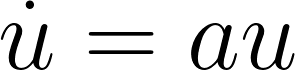 u̇ = au